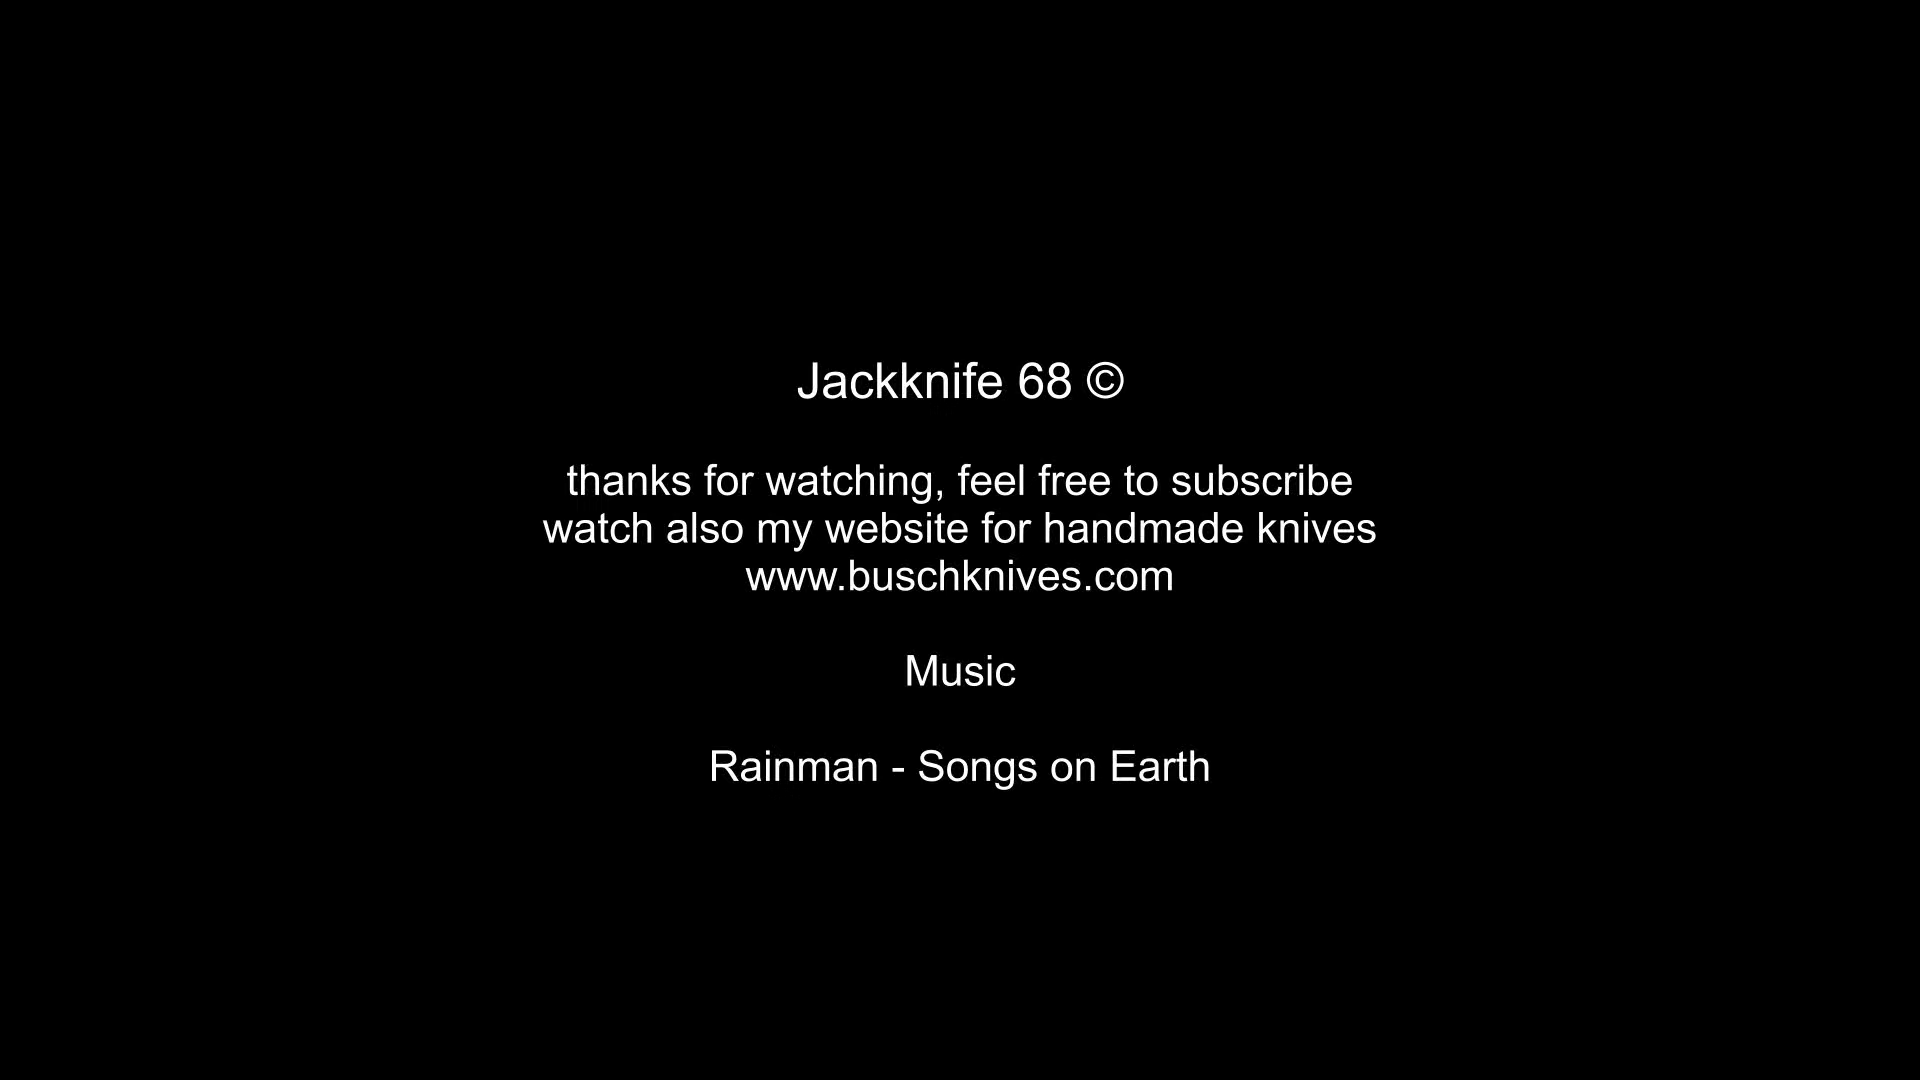 Jackknife 68 ©
thanks for watching, feel free to subscribe
watch also my website for handmade knives
www.buschknives.com
Music
Rainman - Songs on Earth